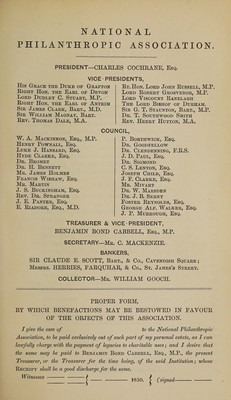 NATIONAL
PHILANTHROPIC ASSOCIATION.
PRESIDENT—CHARLES COCHRANE, Esq.
VICE-PRESIDENTS,
His Grace the Duke of Grafton
Right Hon. the Earl of Devon
Lord Dudley C. Stuart, M.P.
Right Hon. the Earl of Antrim
Sir James Clark, Bart., M.D.
Sir William Magnay, Bart.
Rev. Thomas Dale, M.A.
Rt. Hon. Lord John Russell, M.P.
Lord Robert Grosvenor, M.P.
Lord Viscount Ranelagh
The Lord Bishop of Durham.
Sir G. T. Staunton, Bart., M.P.
Dr. T. Southwood Smith
Rev. Henry Hughes, M.A.
COUNCIL,
W. A. Mackinnon, Esq., M.P.
Henry Pownall, Esq.
Luke J. Hansard, Esq.
Hyde Clarke, Esq.
Dr. Bromet
Dr. H. Bennett
Mr. James Holmes
Francis Wishaw, Esq.
Mr. Martin
J. S. Buckingham, Esq.
Rev. Dr. Spranger
J. E. Panter, Esq.
E. Riadore, Esq., M.D.
P. Borthwick, Esq.
Dr. Goodfellow
Dr. Clendinning, F.R.S.
J. D. Paul, Esq.
Dr. Sigmond
C. S. Lenton, Esq.
Joseph Child, Esq.
J. F. Clarke, Esq.
Mr. Mivart
Dr. W. Marsden
Dr. J. R. Bennt
Foster Reynolds, Esq.
George Alf. Walker, Esq.
J. P. Murrough, Esq.
TREASURER & VICE-PRESIDENT,
BENJAMIN BOND CABBELL, Esq., M.P.
SECRETARY—Mr. C. MACKENZIE.
BANKERS,
SIR CLAUDE E. SCOTT, Bart., & Co., Cavendish Square;
Messrs. HERRIES, FARQUHAR, & Co., St. James's Street.
COLLECTOR—Mr. WILLIAM GOOCH.
PROPER FORM,
BY WHICH BENEFACTIONS MAY BE BESTOWED IN FAVOUR
OF THE OBJECTS OF THIS ASSOCIATION.
I give the sum of to the National Philanthropic
Association, to be paid exclusively out of such part of my personal estate, as I can
lawfully charge with the payment of legacies to charitable uses; and I desire that
the same may be paid to Benjamin Bond Cabbell, Esq., M.P., the present
Treasurer, or the Treasurer for the time being, of the said Institution; whose
Receipt shall be a good discharge for the same.
Witnesses { 1850. { (signed